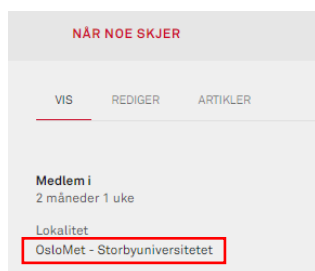 NÅR NOE SKJER
VIS REDIGER ARTIKLER
Medlem i
2 måneder 1 uke
Lokalitet
OsloMet - Storbyuniversitetet